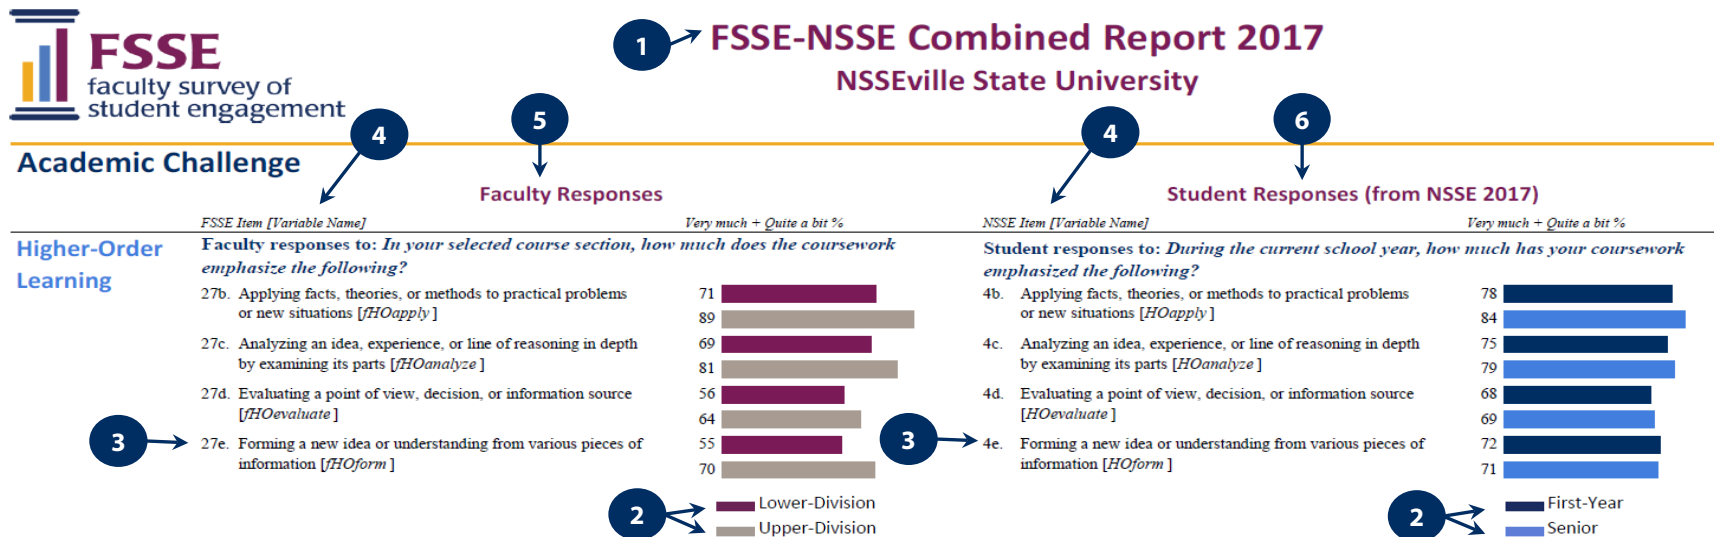 FSSE
faculty survey of
student engagement
1
FSSE-NSSE Combined Report 2017
NSSEville State University
4
5
4
6
Academic Challenge
Faculty Responses
Student Responses (from NSSE 2017)
FSSE Item [Variable Name]
Very much + Quite a bit %
NSSE Item [Variable Name]
Very much + Quite a bit %
Higher-Order
Learning
Faculty responses to: In your selected course section, how much does the coursework
emphasize the following?
27b. Applying facts, theories, or methods to practical problems
or new situations [fHOapply ]
71
89
27c. Analyzing an idea, experience, or line of reasoning in depth
by examining its parts [fHOanalyze ]
69
81
27d. Evaluating a point of view, decision, or information source
[fHOevaluate ]
56
64
3
27e. Forming a new idea or understanding from various pieces of
information [fHOform ]
55
70
2
Lower-Division
Upper-Division
Student responses to: During the current school year, how much has your coursework
emphasized the following?
4b. Applying facts, theories, or methods to practical problems
or new situations [HOapply ]
78
84
4c. Analyzing an idea, experience, or line of reasoning in depth
by examining its parts [HOanalyze ]
75
79
4d. Evaluating a point of view, decision, or information source
[HOevaluate ]
68
69
3
4e. Forming a new idea or understanding from various pieces of
information [HOform ]
72
71
2
First-Year
Senior